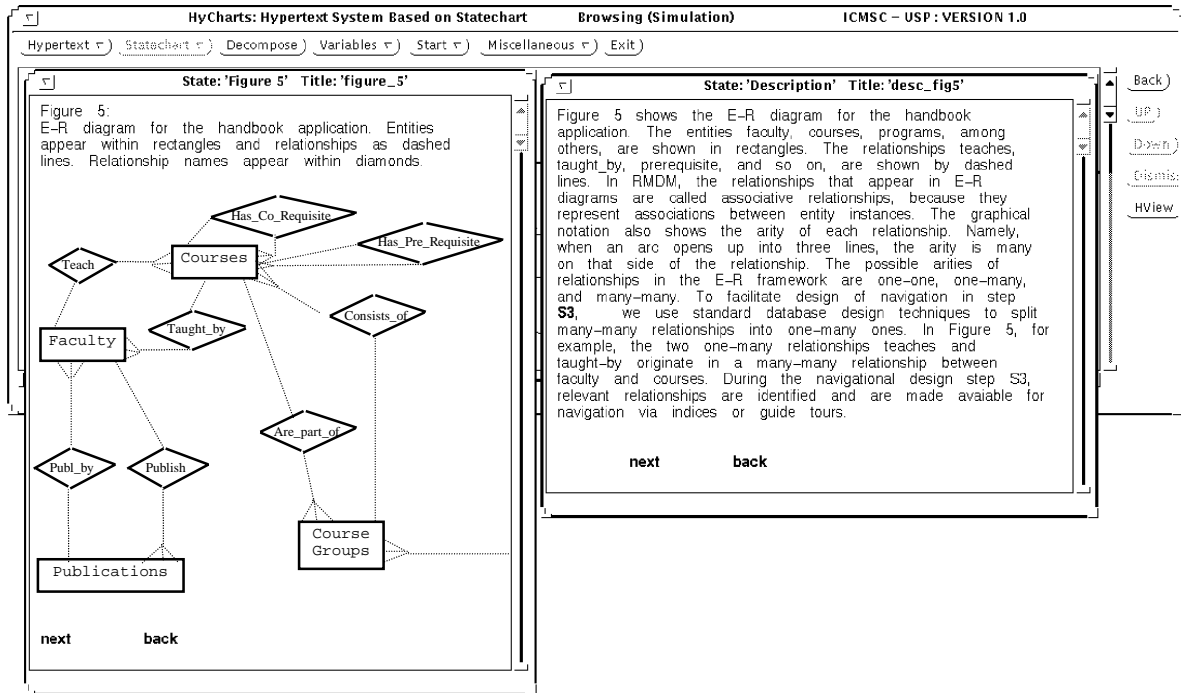 HyCharts: Hypertext System Based on Statechart Browsing (Simulation) ICMSC – USP : VERSION 1.0
Hypertext Statechart Decompose Variables Start Miscellaneous Exit
State: 'Figure 5' Title: 'figure_5'
Figure 5:
E–R diagram for the handbook application. Entities
appear within rectangles and relationships as dashed
lines. Relationship names appear within diamonds.
Has_Co_Requisite
Has_Pre_Requisite
Courses
Teach
Consists_of
Taught_by
Faculty
Are_part_of
Publ_by
Publish
Course
Groups
Publications
next back
State: 'Description' Title: 'desc_fig5'
Figure 5 shows the E–R diagram for the handbook
application. The entities faculty, courses, programs, among
others, are shown in rectangles. The relationships teaches,
taught_by, prerequisite, and so on, are shown by dashed
lines. In RMDM, the relationships that appear in E–R
diagrams are called associative relationships, because they
represent associations between entity instances. The graphical
notation also shows the arity of each relationship. Namely,
when an arc opens up into three lines, the arity is many
on that side of the relationship. The possible arities of
relationships in the E–R framework are one–one, one–many,
and many–many. To facilitate design of navigation in step
S3, we use standard database design techniques to split
many–many relationships into one–many ones. In Figure 5, for
example, the two one–many relationships teaches and
taught–by originate in a many–many relationship between
faculty and courses. During the navigational design step S3,
relevant relationships are identified and are made avaiable for
navigation via indices or guide tours.
next back
Back
UP
Down
Dismis
HView